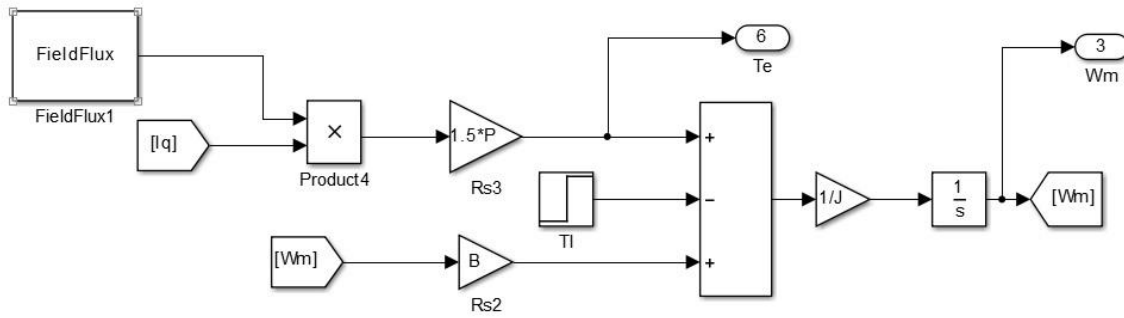 FieldFlux
FieldFlux1
[Iq]
×
Product4
1.5*P
Rs3
6
Te
3
Wm
Tl
[Wm]
B
Rs2
+
−
+
1/J
1
s
[Wm]